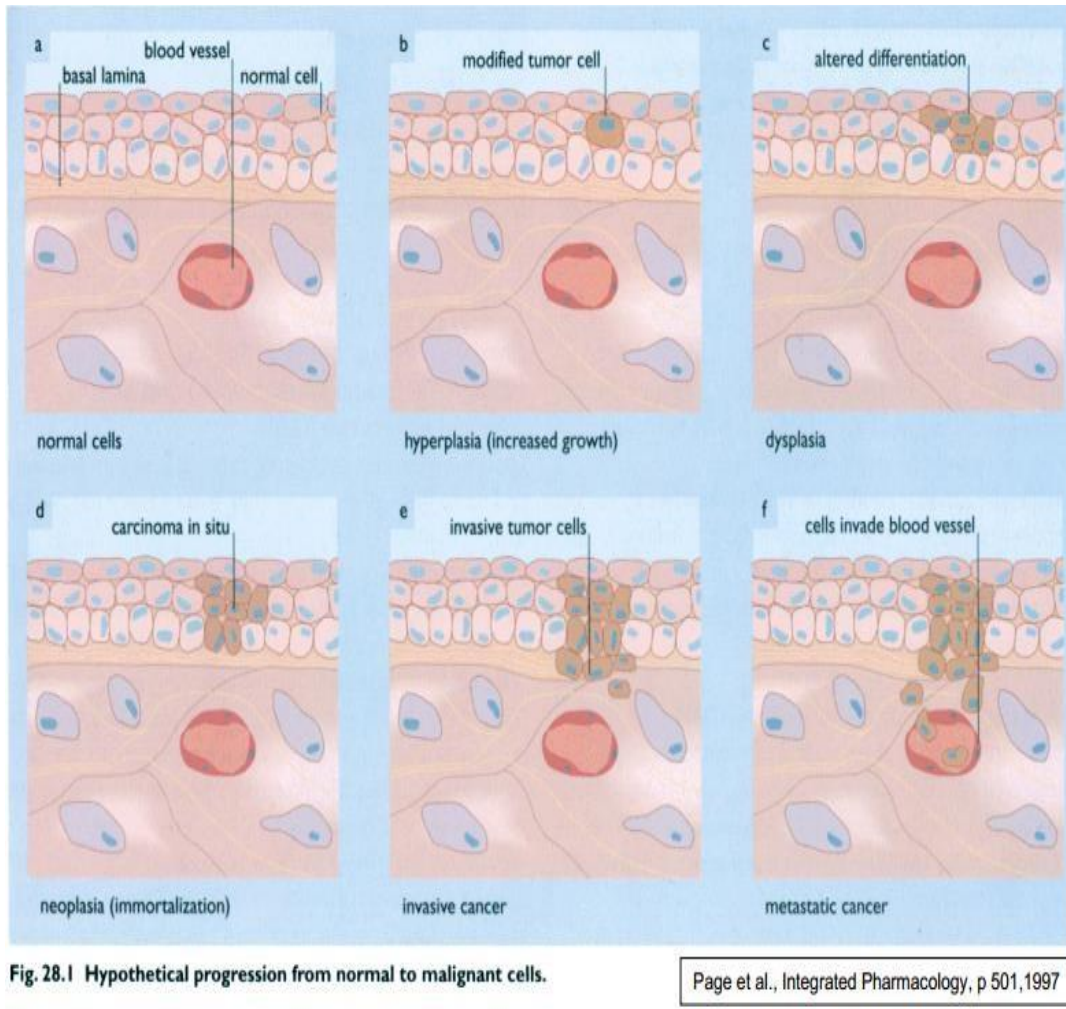 a
blood vessel
basal lamina
normal cell
normal cells
b
modified tumor cell
hyperplasia (increased growth)
c
altered differentiation
dysplasia
d
carcinoma in situ
neoplasia (immortalization)
e
invasive tumor cells
invasive cancer
f
cells invade blood vessel
metastatic cancer
Fig. 28.1 Hypothetical progression from normal to malignant cells.
Page et al., Integrated Pharmacology, p 501,1997